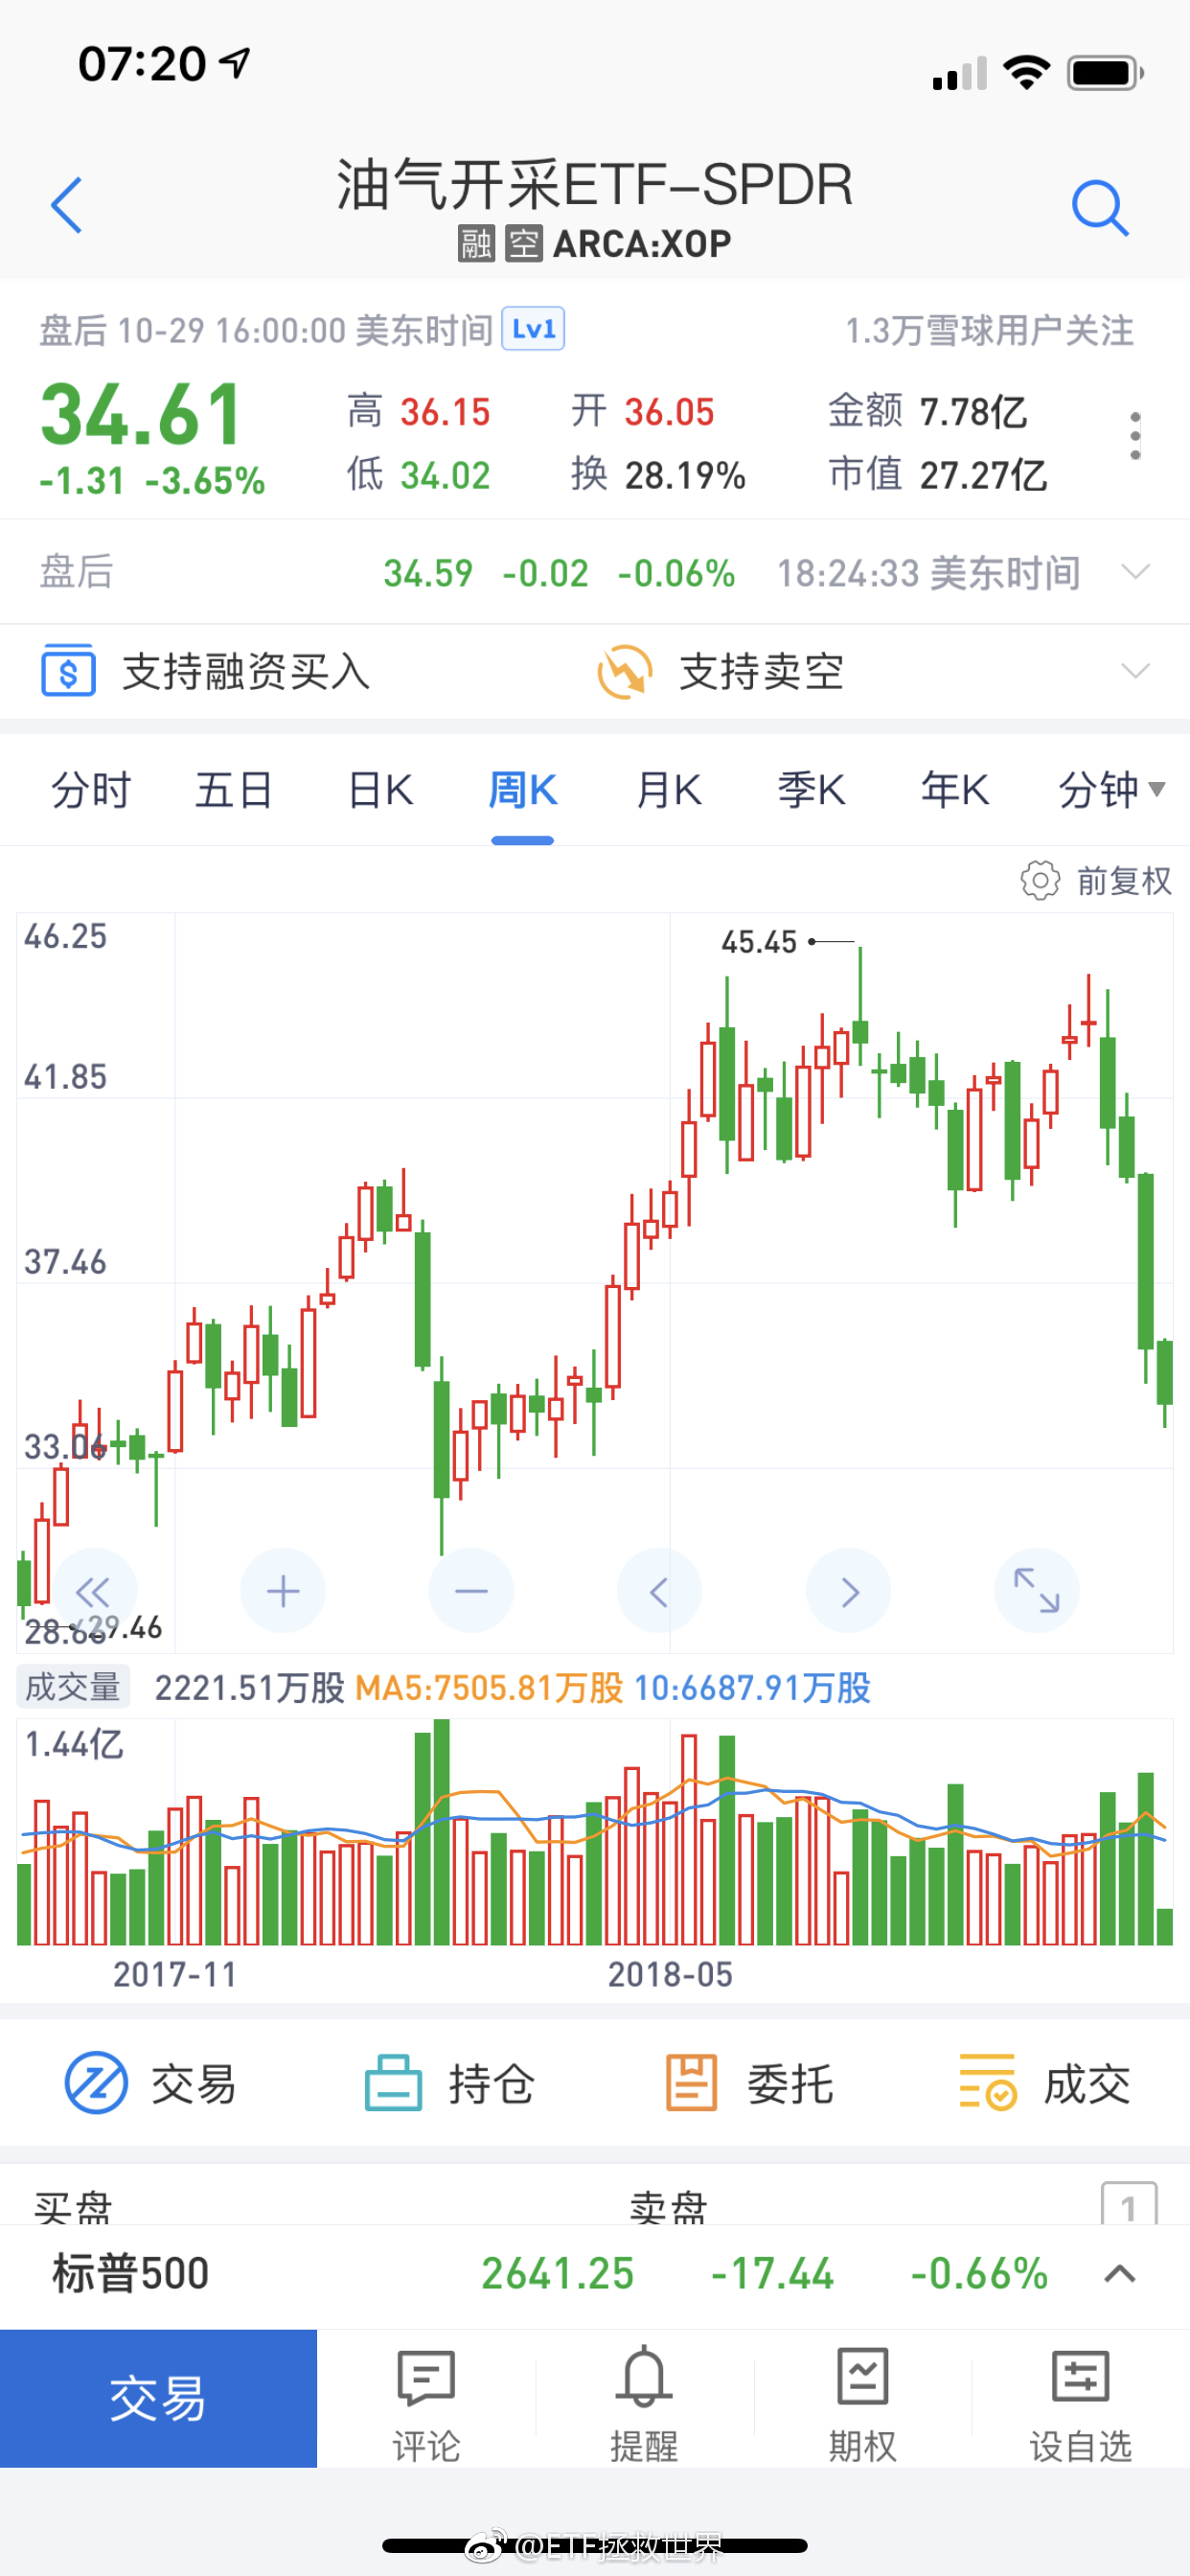 07:20
油气开采ETF-SPDR
融 空 ARCA:XOP
盘后 10-29 16:00:00 美东时间 Lv1 1.3万雪球用户关注
34.61 高 36.15 开 36.05 金额 7.78亿
-1.31 -3.65% 低 34.02 换 28.19% 市值 27.27亿
盘后 34.59 -0.02 -0.06% 18:24:33 美东时间
支持融资买入 支持卖空
分时 五日 日K 周K 月K 季K 年K 分钟
前复权
46.25
45.45
41.85
37.46
33.06
28.66 29.46
成交量 2221.51万股 MA5:7505.81万股 10:6687.91万股
1.44亿
2017-11 2018-05
交易 持仓 委托 成交
买盘 卖盘 1
标普500 2641.25 -17.44 -0.66%
交易 评论 提醒 期权 设自选
@ETF拯救世界